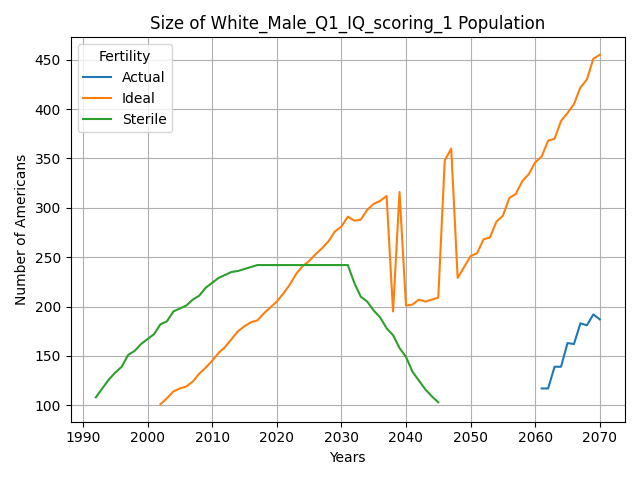 Size of White_Male_Q1_IQ_scoring_1 Population
Fertility
Actual
Ideal
Sterile
Number of Americans
450
400
350
300
250
200
150
100
1990 2000 2010 2020 2030 2040 2050 2060 2070
Years